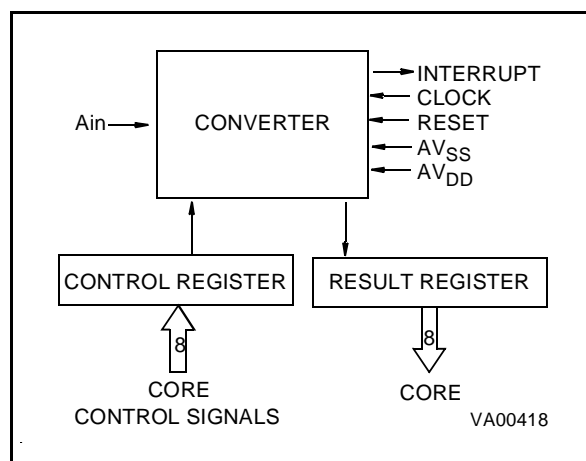 INTERRUPT
CLOCK
Ain
CONVERTER
RESET
AVSS
AVDD
CONTROL REGISTER
RESULT REGISTER
8
8
CORE
CONTROL SIGNALS
CORE
VA00418